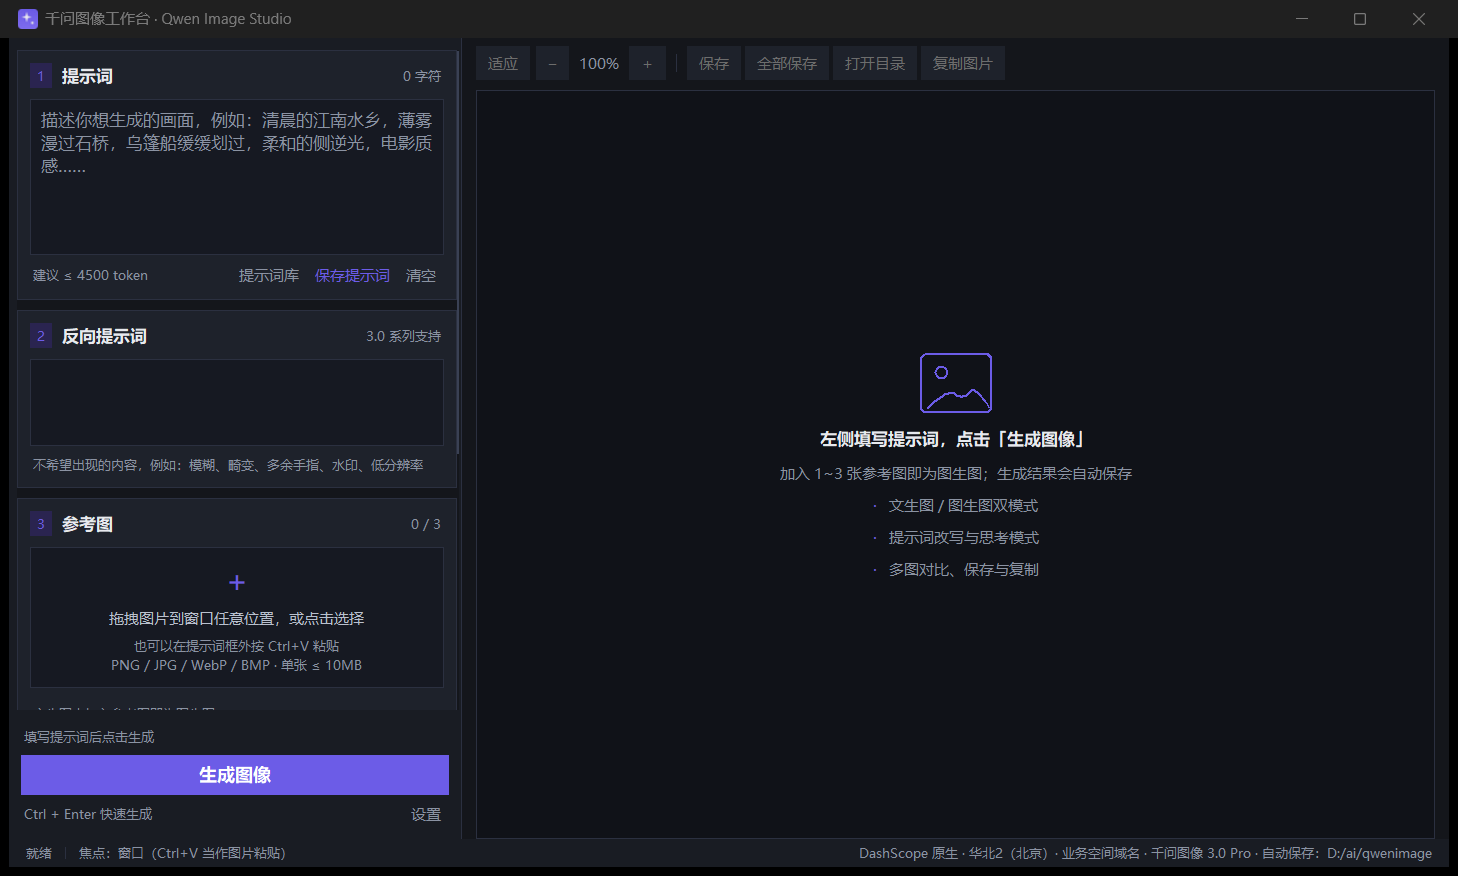 千问图像工作台 · Qwen Image Studio
1 提示词 0 字符
描述你想生成的画面，例如：清晨的江南水乡，薄雾
漫过石桥，乌篷船缓缓划过，柔和的侧逆光，电影质
感……
建议 ≤ 4500 token 提示词库 保存提示词 清空
2 反向提示词 3.0 系列支持
不希望出现的内容，例如：模糊、畸变、多余手指、水印、低分辨率
3 参考图 0 / 3
+
拖拽图片到窗口任意位置，或点击选择
也可以在提示词框外按 Ctrl+V 粘贴
PNG / JPG / WebP / BMP · 单张 ≤ 10MB
填写提示词后点击生成
生成图像
Ctrl + Enter 快速生成 设置
适应 − 100% + 保存 全部保存 打开目录 复制图片
左侧填写提示词，点击「生成图像」
加入 1~3 张参考图即为图生图；生成结果会自动保存
· 文生图 / 图生图双模式
· 提示词改写与思考模式
· 多图对比、保存与复制
就绪 焦点：窗口（Ctrl+V 当作图片粘贴）
DashScope 原生 · 华北2（北京）· 业务空间域名 · 千问图像 3.0 Pro · 自动保存：D:/ai/qwenimage